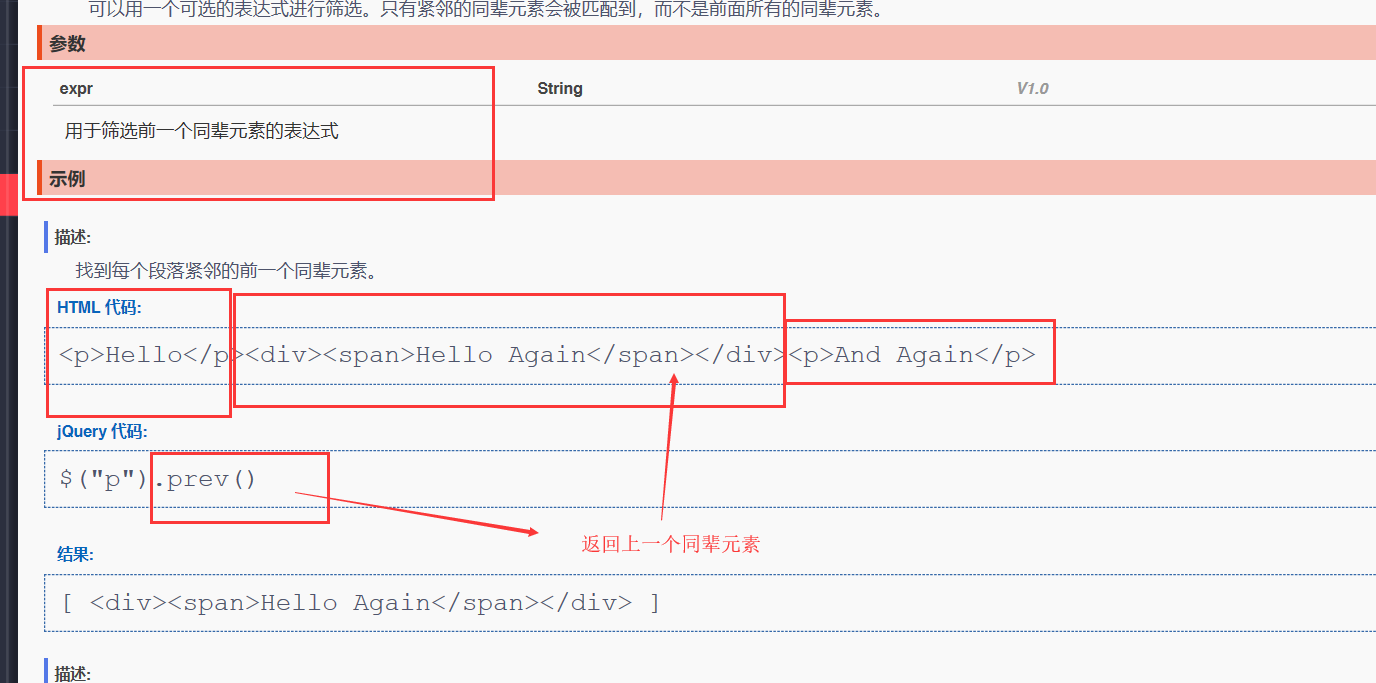 可以用一个可选的表达式进行筛选。只有紧邻的同辈元素会被匹配到，而不是前面所有的同辈元素。
参数
expr String V1.0
用于筛选前一个同辈元素的表达式
示例
描述:
找到每个段落紧邻的前一个同辈元素。
HTML 代码:
<p>Hello</p><div><span>Hello Again</span></div><p>And Again</p>
jQuery 代码:
$("p").prev()
返回上一个同辈元素
结果:
[ <div><span>Hello Again</span></div> ]
描述: